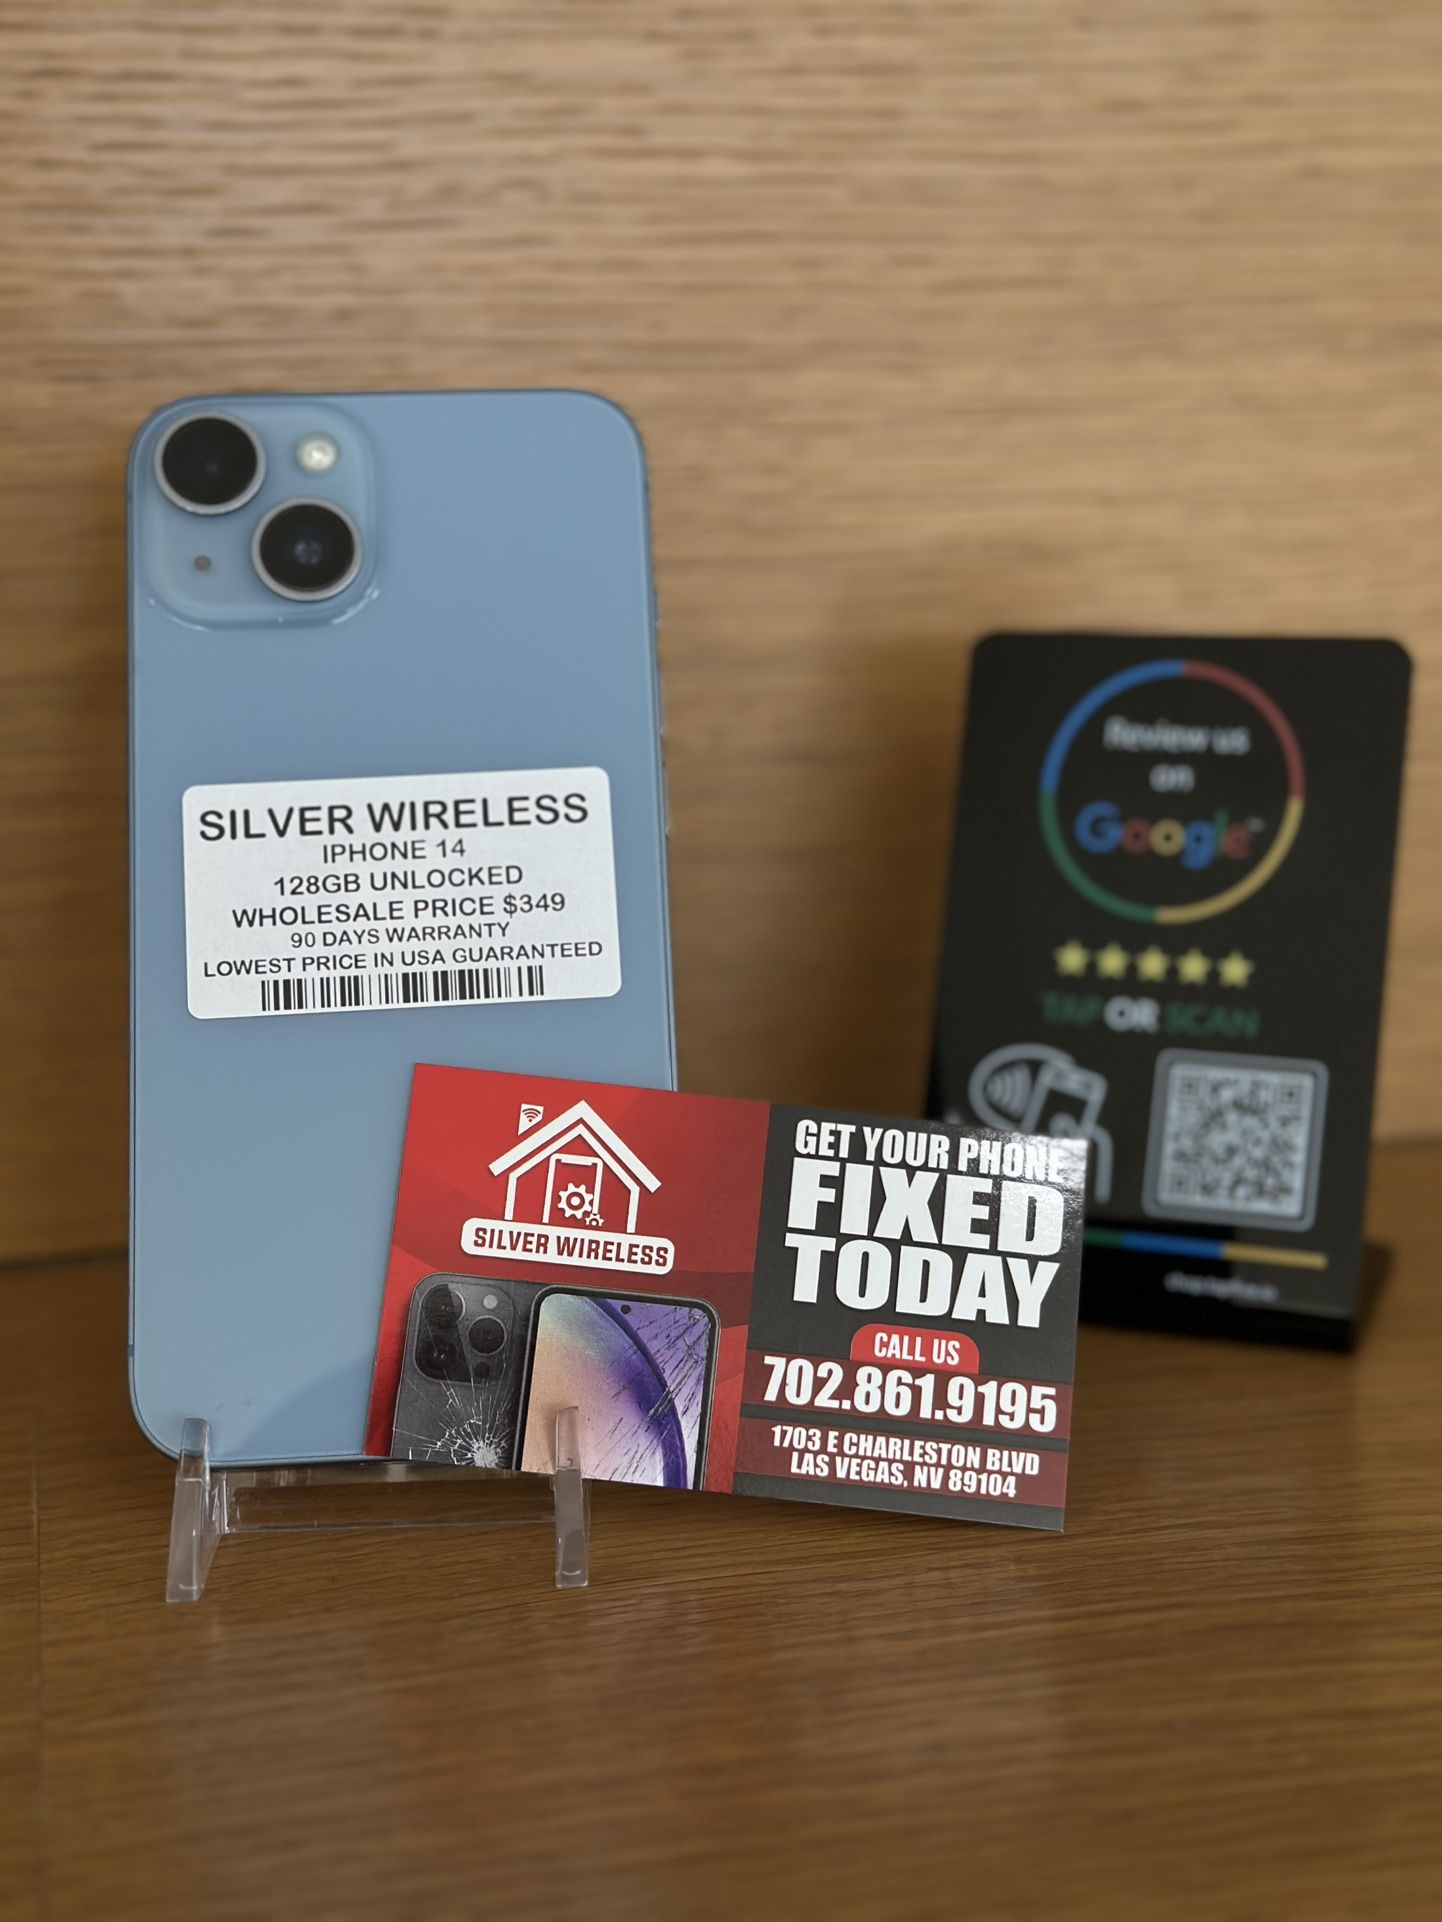 SILVER WIRELESS
IPHONE 14
128GB UNLOCKED
WHOLESALE PRICE $349
90 DAYS WARRANTY
LOWEST PRICE IN USA GUARANTEED
SILVER WIRELESS
GET YOUR PHONE
FIXED
TODAY
CALL US
702.861.9195
1703 E CHARLESTON BLVD
LAS VEGAS, NV 89104
Review us
on
Google™
TAP OR SCAN